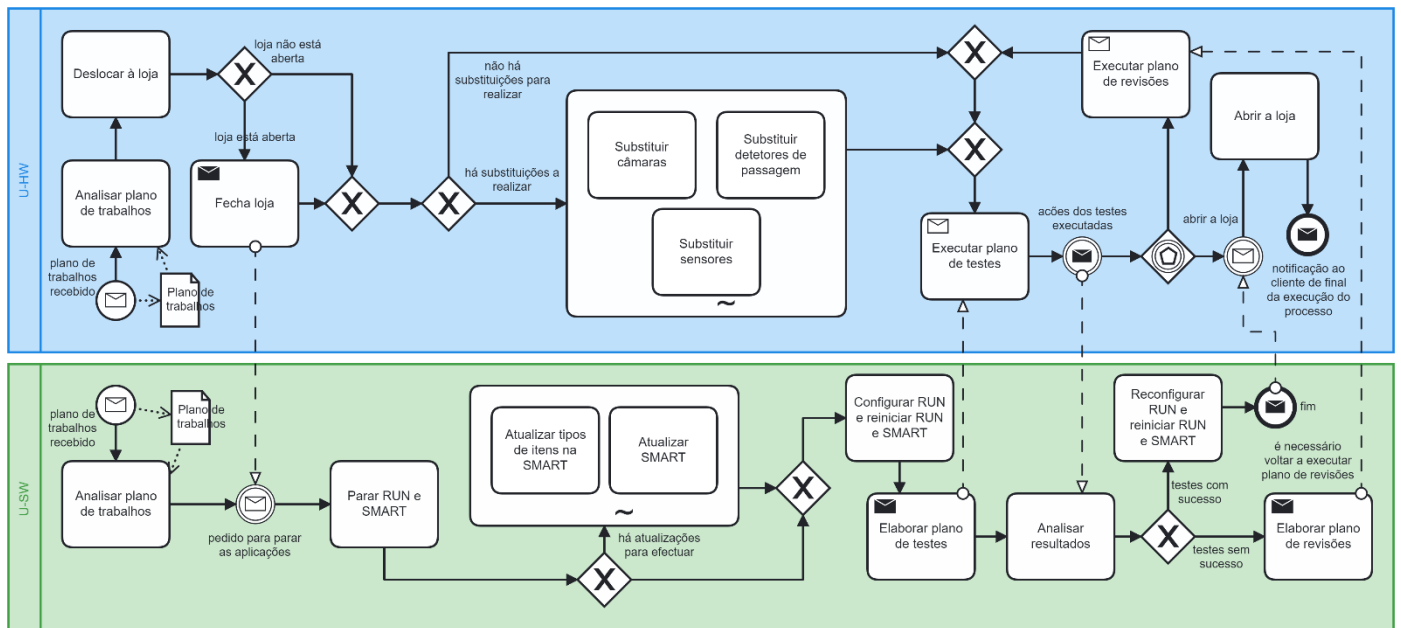 U-HW
Deslocar à loja
loja não está
aberta
loja está aberta
Analisar plano
de trabalhos
plano de
trabalhos
recebido
Plano de
trabalhos
Fecha loja
não há
substituições para
realizar
há substituições a
realizar
Substituir
câmaras
Substituir
detetores de
passagem
Substituir
sensores
Executar plano
de testes
acões dos testes
executadas
Executar plano
de revisões
abrir a loja
Abrir a loja
notificação ao
cliente de final
da execução do
processo
U-SW
plano de
trabalhos
recebido
Plano de
trabalhos
Analisar plano
de trabalhos
pedido para parar
as aplicações
Parar RUN e
SMART
Atualizar tipos
de itens na
SMART
Atualizar
SMART
há atualizações
para efectuar
Configurar RUN
e reiniciar RUN
e SMART
Elaborar plano
de testes
Analisar
resultados
testes com
sucesso
testes sem
sucesso
Reconfigurar
RUN e
reiniciar RUN
e SMART
fim
é necessário
voltar a executar
plano de revisões
Elaborar plano
de revisões